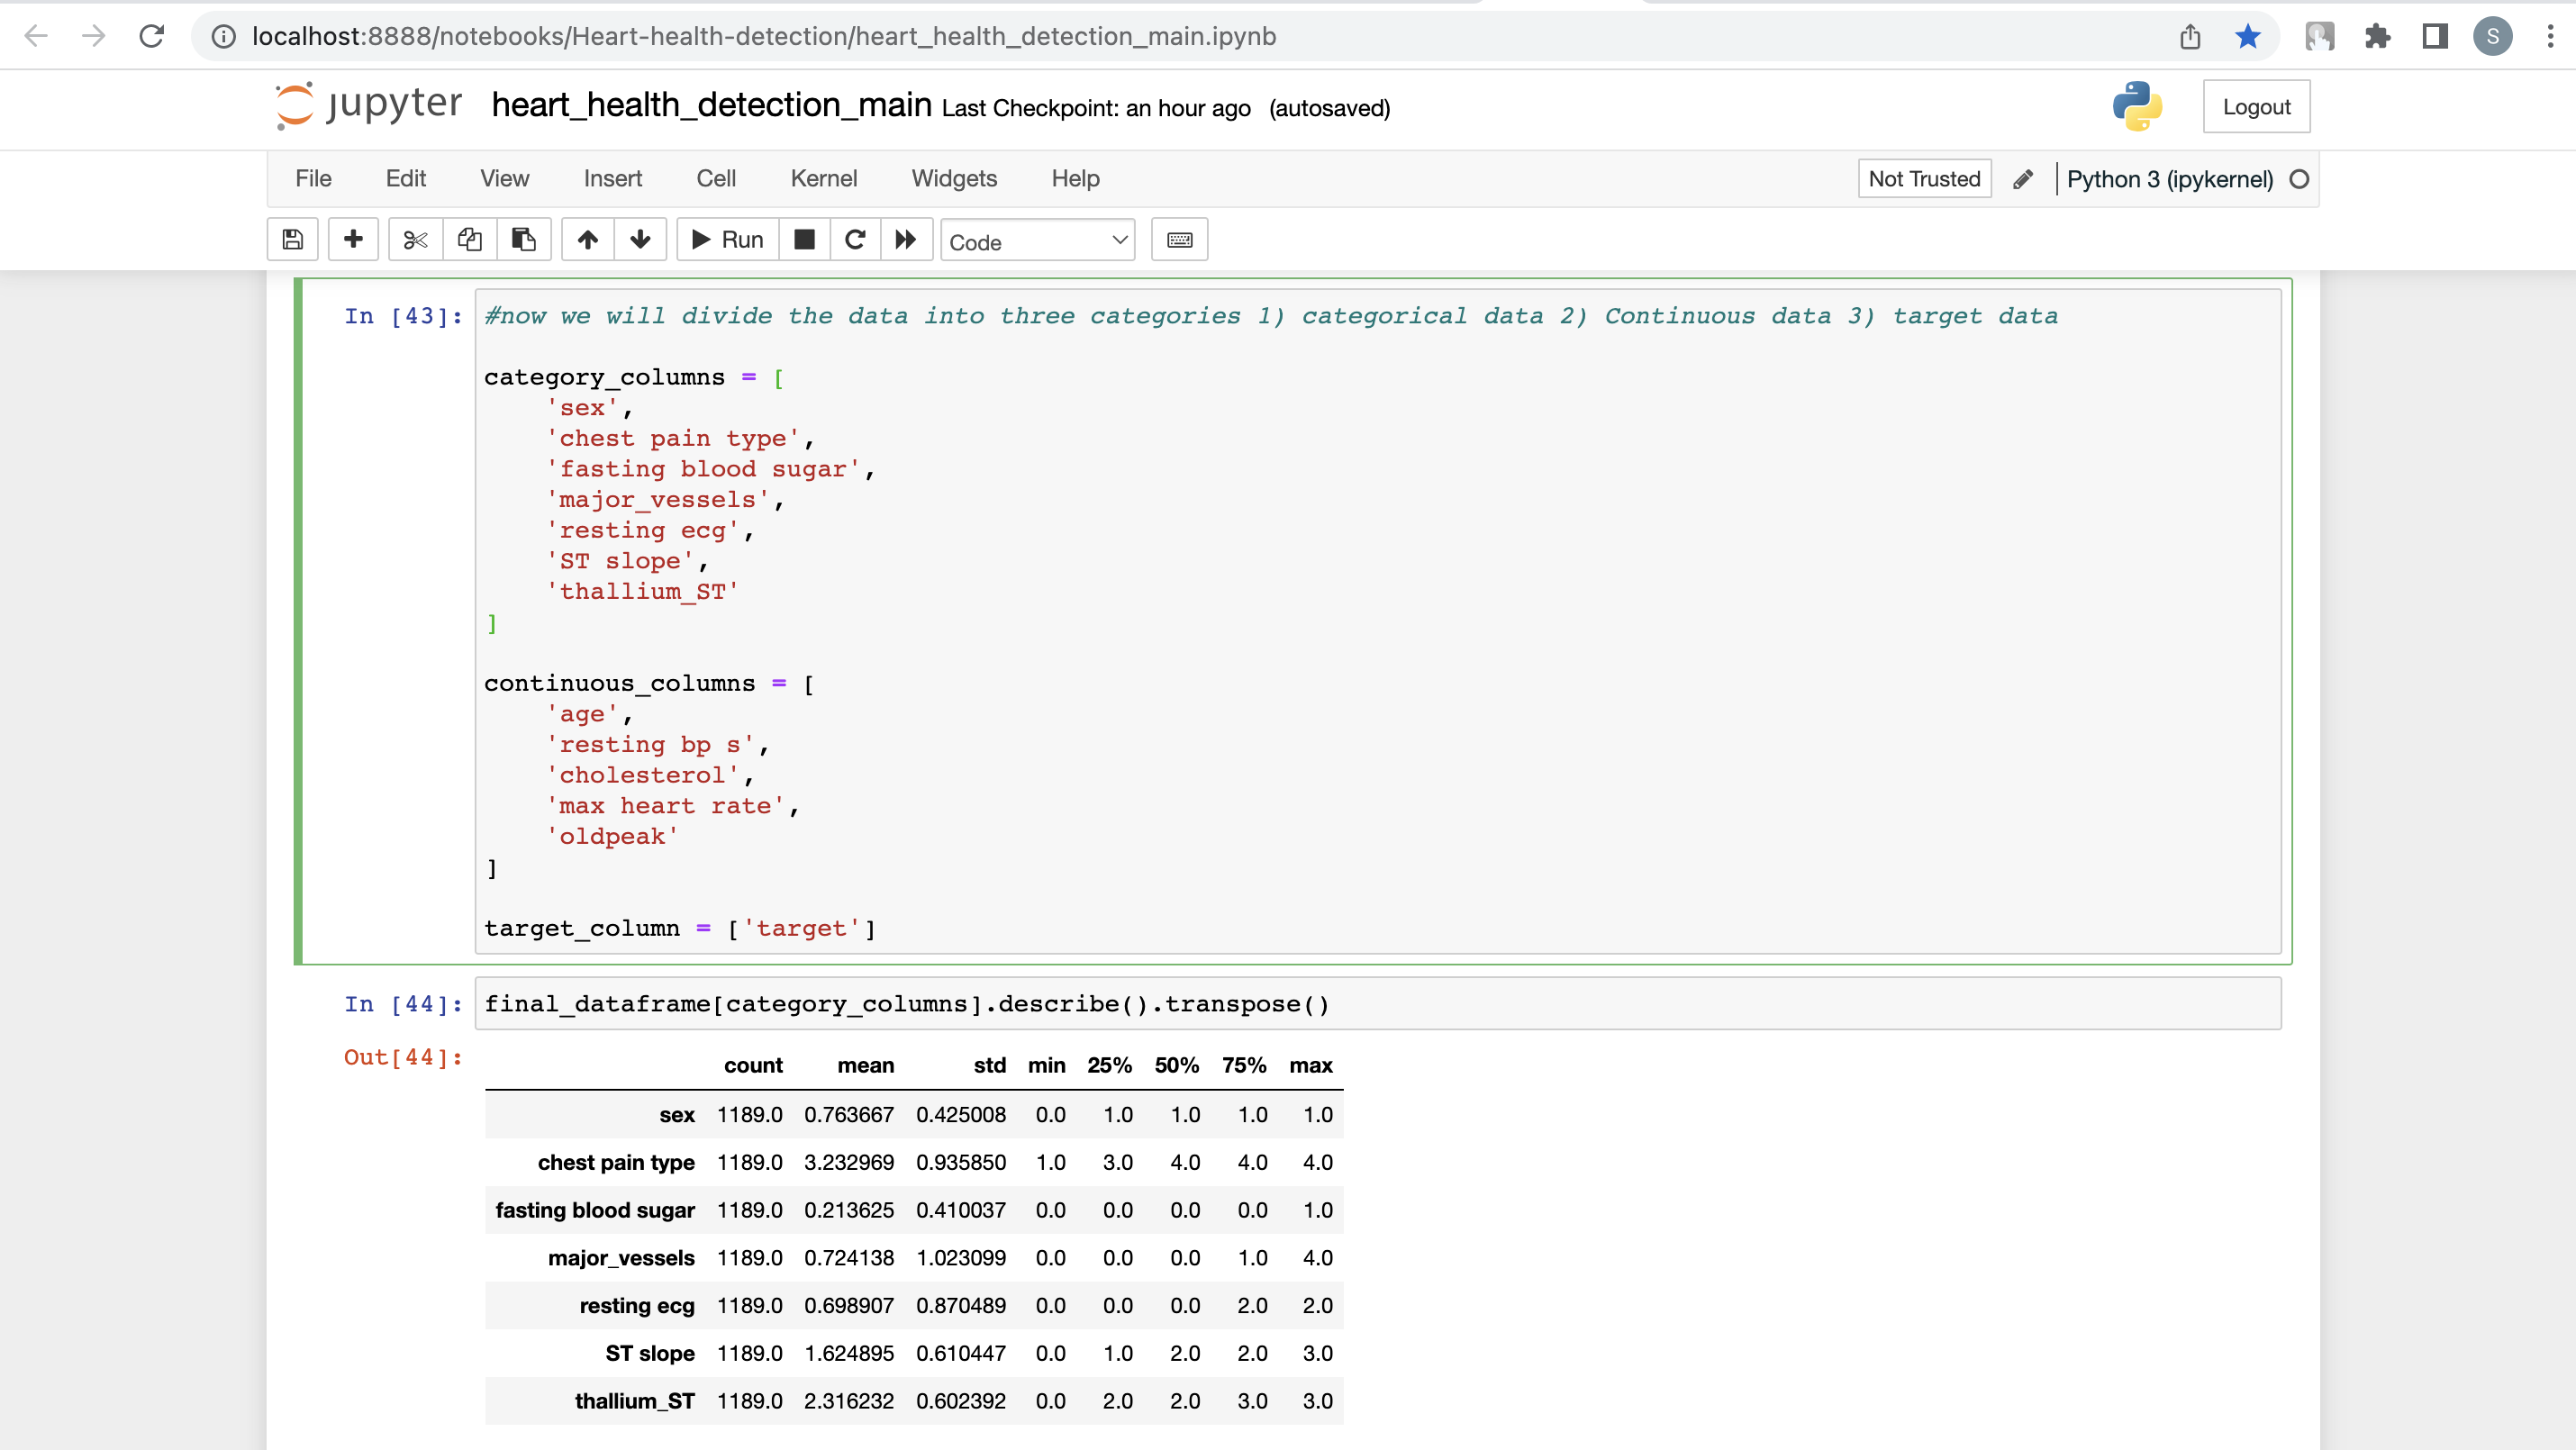 localhost:8888/notebooks/Heart-health-detection/heart_health_detection_main.ipynb
S
jupyter heart_health_detection_main Last Checkpoint: an hour ago (autosaved)
Logout
File Edit View Insert Cell Kernel Widgets Help
Not Trusted Python 3 (ipykernel)
Run Code
In [43]: #now we will divide the data into three categories 1) categorical data 2) Continuous data 3) target data
category_columns = [
'sex',
'chest pain type',
'fasting blood sugar',
'major_vessels',
'resting ecg',
'ST slope',
'thallium_ST'
]
continuous_columns = [
'age',
'resting bp s',
'cholesterol',
'max heart rate',
'oldpeak'
]
target_column = ['target']
In [44]: final_dataframe[category_columns].describe().transpose()
Out[44]:
count mean std min 25% 50% 75% max
sex 1189.0 0.763667 0.425008 0.0 1.0 1.0 1.0 1.0
chest pain type 1189.0 3.232969 0.935850 1.0 3.0 4.0 4.0 4.0
fasting blood sugar 1189.0 0.213625 0.410037 0.0 0.0 0.0 0.0 1.0
major_vessels 1189.0 0.724138 1.023099 0.0 0.0 0.0 1.0 4.0
resting ecg 1189.0 0.698907 0.870489 0.0 0.0 0.0 2.0 2.0
ST slope 1189.0 1.624895 0.610447 0.0 1.0 2.0 2.0 3.0
thallium_ST 1189.0 2.316232 0.602392 0.0 2.0 2.0 3.0 3.0